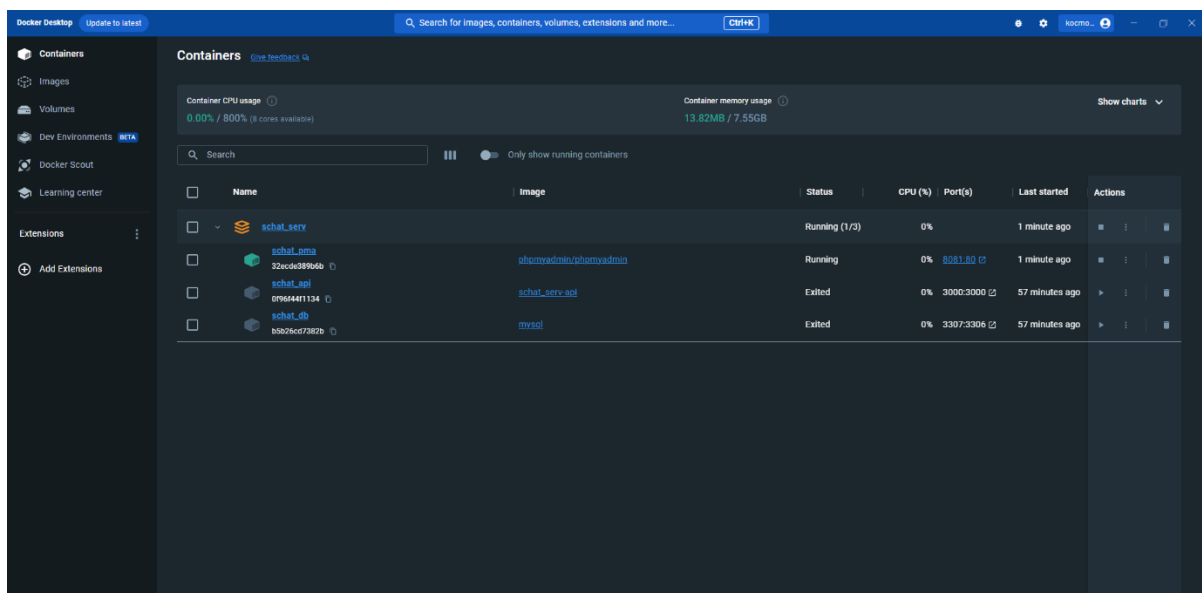 Docker Desktop Update to latest Search for images, containers, volumes, extensions and more... Ctrl+K kocmo..
Containers
Images
Volumes
Dev Environments BETA
Docker Scout
Learning center
Extensions
Add Extensions
Containers Give feedback
Container CPU usage
0.00% / 800% (8 cores available)
Container memory usage
13.82MB / 7.55GB
Show charts
Search Only show running containers
Name Image Status CPU (%) Port(s) Last started Actions
schat_serv Running (1/3) 0% 1 minute ago
schat_pma
32ecde389b6b
phpmyadmin/phpmyadmin Running 0% 8081:80 1 minute ago
schat_api
0f96f44f1134
schat_serv-api Exited 0% 3000:3000 57 minutes ago
schat_db
b5b26cd7382b
mysql Exited 0% 3307:3306 57 minutes ago